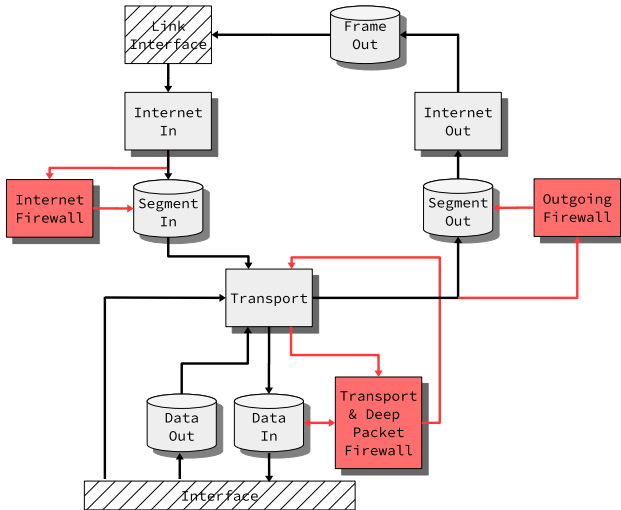 Link
Interface
Frame
Out
Internet
In
Internet
Out
Internet
Firewall
Segment
In
Segment
Out
Outgoing
Firewall
Transport
Data
Out
Data
In
Transport
& Deep
Packet
Firewall
Interface